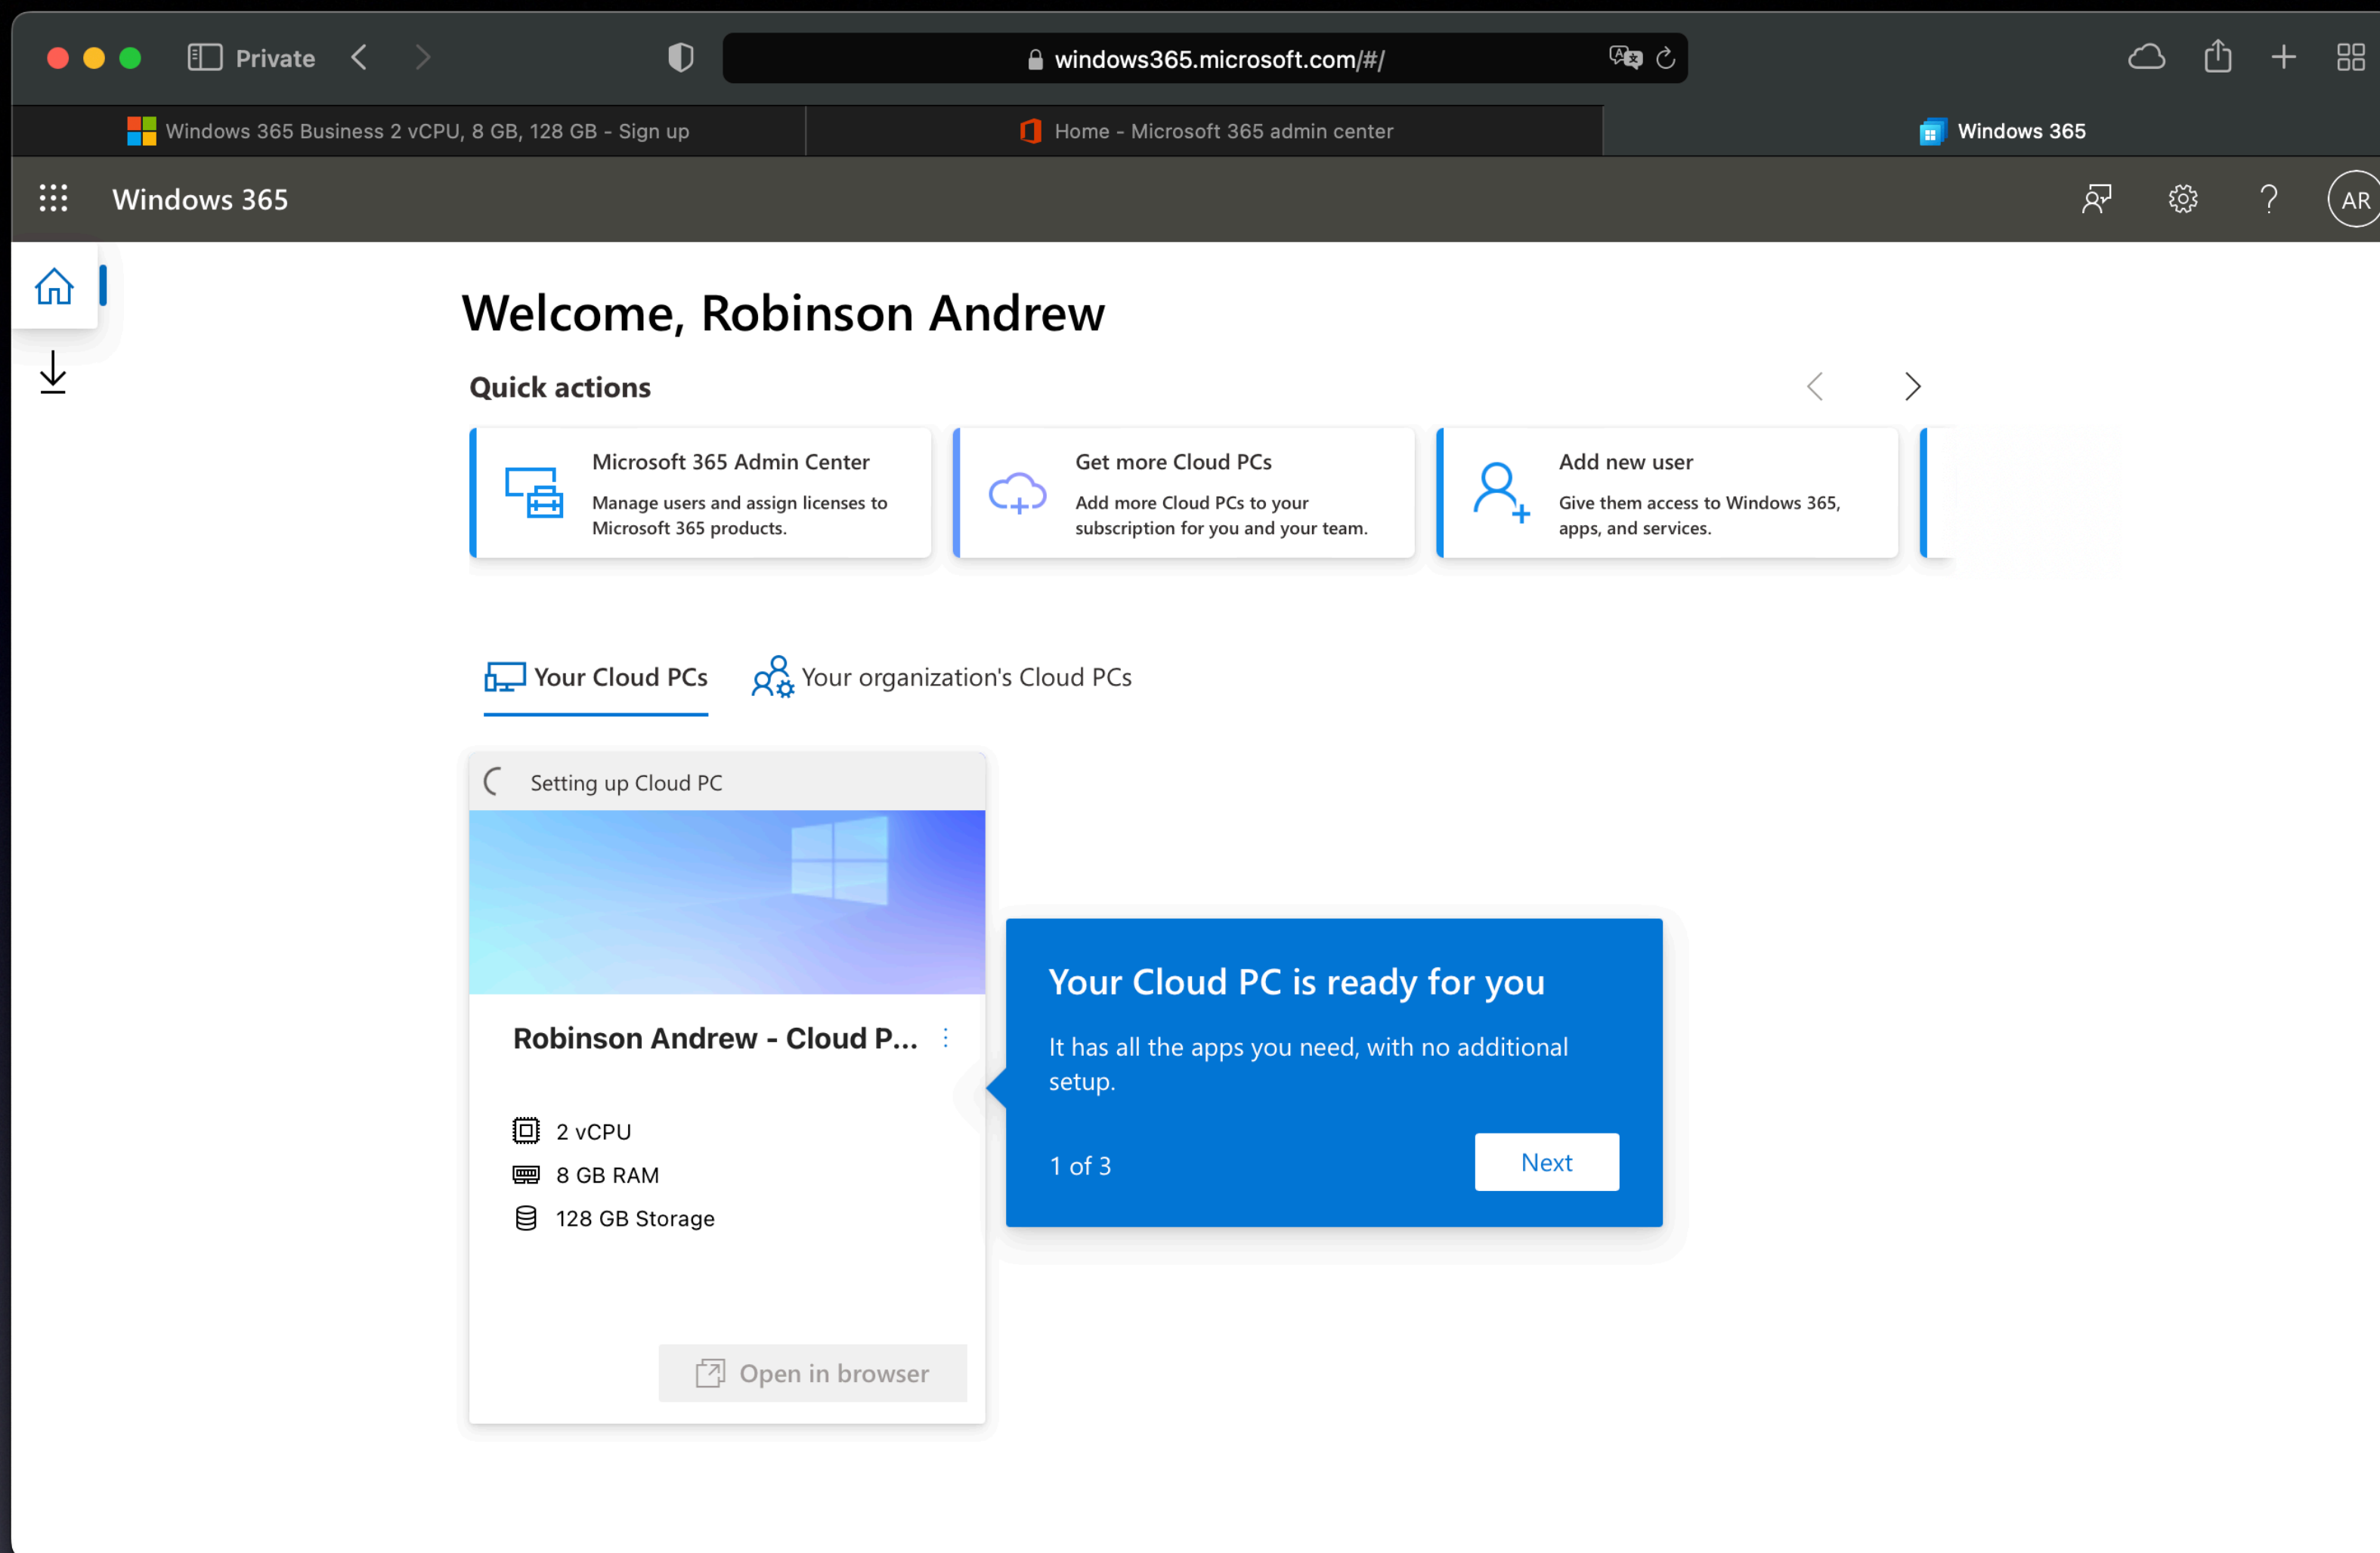 Private
windows365.microsoft.com/#/
Windows 365 Business 2 vCPU, 8 GB, 128 GB - Sign up
Home - Microsoft 365 admin center
Windows 365
Windows 365
AR
Welcome, Robinson Andrew
Quick actions
Microsoft 365 Admin Center
Manage users and assign licenses to
Microsoft 365 products.
Get more Cloud PCs
Add more Cloud PCs to your
subscription for you and your team.
Add new user
Give them access to Windows 365,
apps, and services.
Your Cloud PCs
Your organization's Cloud PCs
Setting up Cloud PC
Robinson Andrew - Cloud P...
2 vCPU
8 GB RAM
128 GB Storage
Open in browser
Your Cloud PC is ready for you
It has all the apps you need, with no additional
setup.
1 of 3
Next